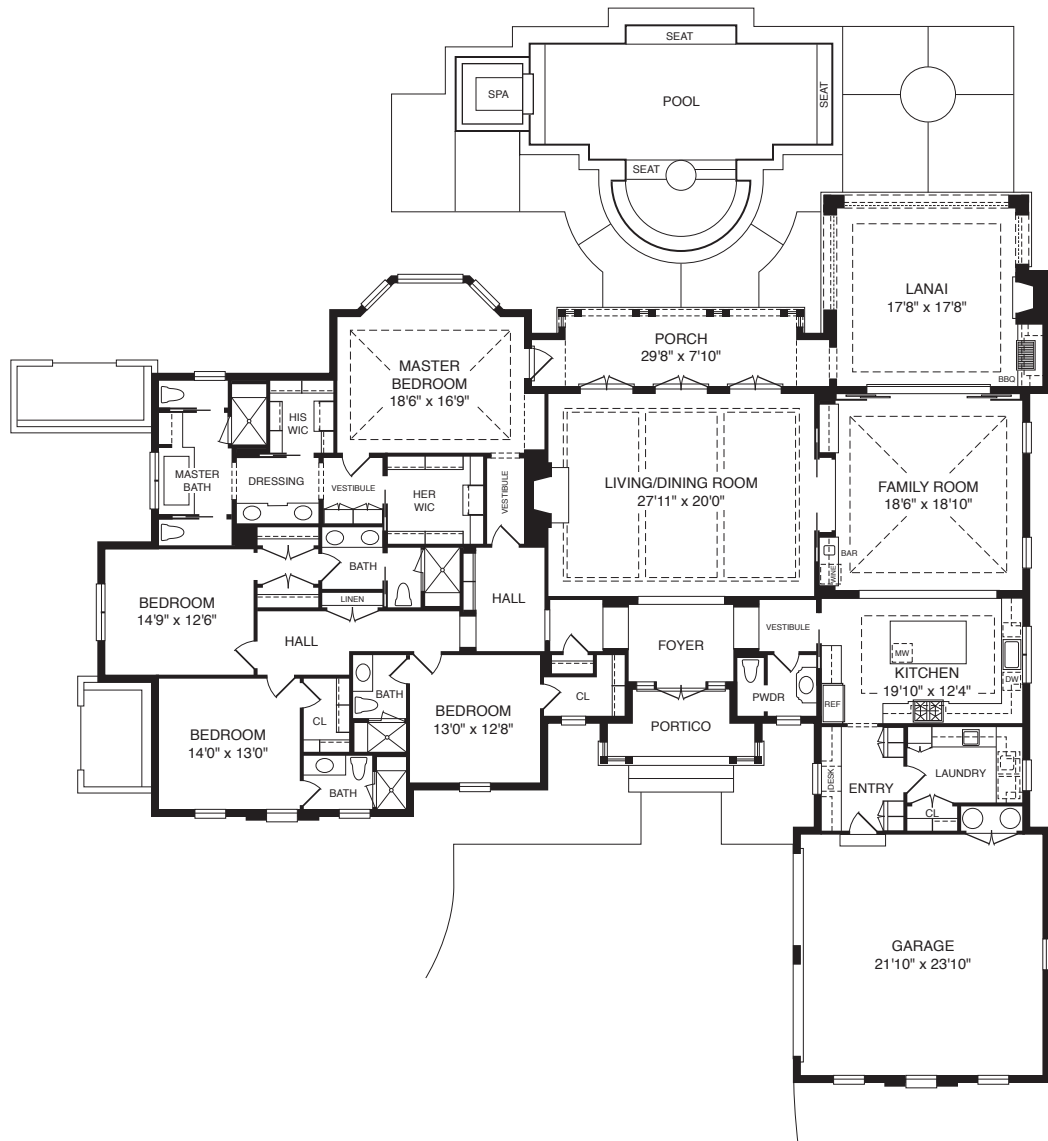 SEAT
SPA
POOL
SEAT
SEAT
LANAI
17'8" x 17'8"
PORCH
29'8" x 7'10"
BBQ
MASTER
BEDROOM
18'6" x 16'9"
HIS
WIC
MASTER
BATH
DRESSING
VESTIBULE
HER
WIC
VESTIBULE
LIVING/DINING ROOM
27'11" x 20'0"
FAMILY ROOM
18'6" x 18'10"
BAR
WINE
BATH
LINEN
BEDROOM
14'9" x 12'6"
HALL
HALL
FOYER
VESTIBULE
MW
KITCHEN
19'10" x 12'4"
DW
REF
PWDR
CL
PORTICO
BATH
BEDROOM
13'0" x 12'8"
CL
BEDROOM
14'0" x 13'0"
BATH
DESK
ENTRY
LAUNDRY
CL
GARAGE
21'10" x 23'10"